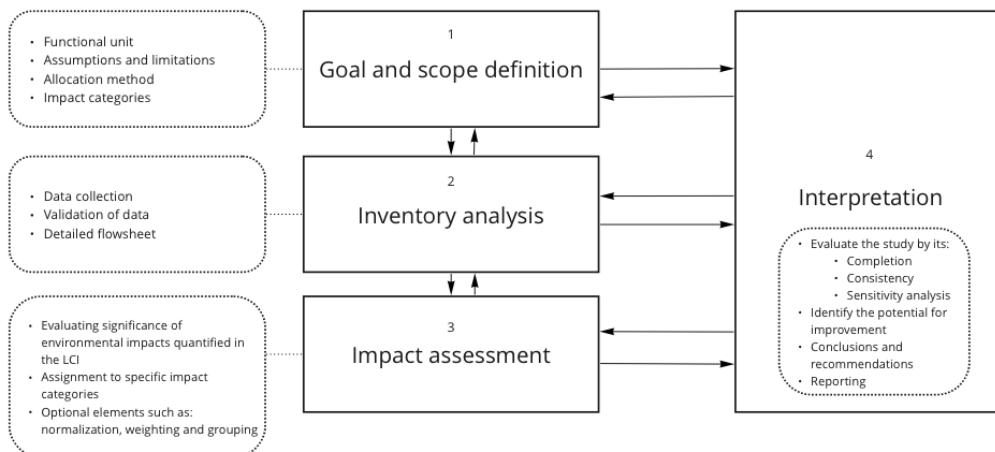 • Functional unit
• Assumptions and limitations
• Allocation method
• Impact categories
1
Goal and scope definition
• Data collection
• Validation of data
• Detailed flowsheet
2
Inventory analysis
• Evaluating significance of
environmental impacts quantified in
the LCI
• Assignment to specific impact
categories
• Optional elements such as:
normalization, weighting and grouping
3
Impact assessment
4
Interpretation
• Evaluate the study by its:
• Completion
• Consistency
• Sensitivity analysis
• Identify the potential for
improvement
• Conclusions and
recommendations
• Reporting